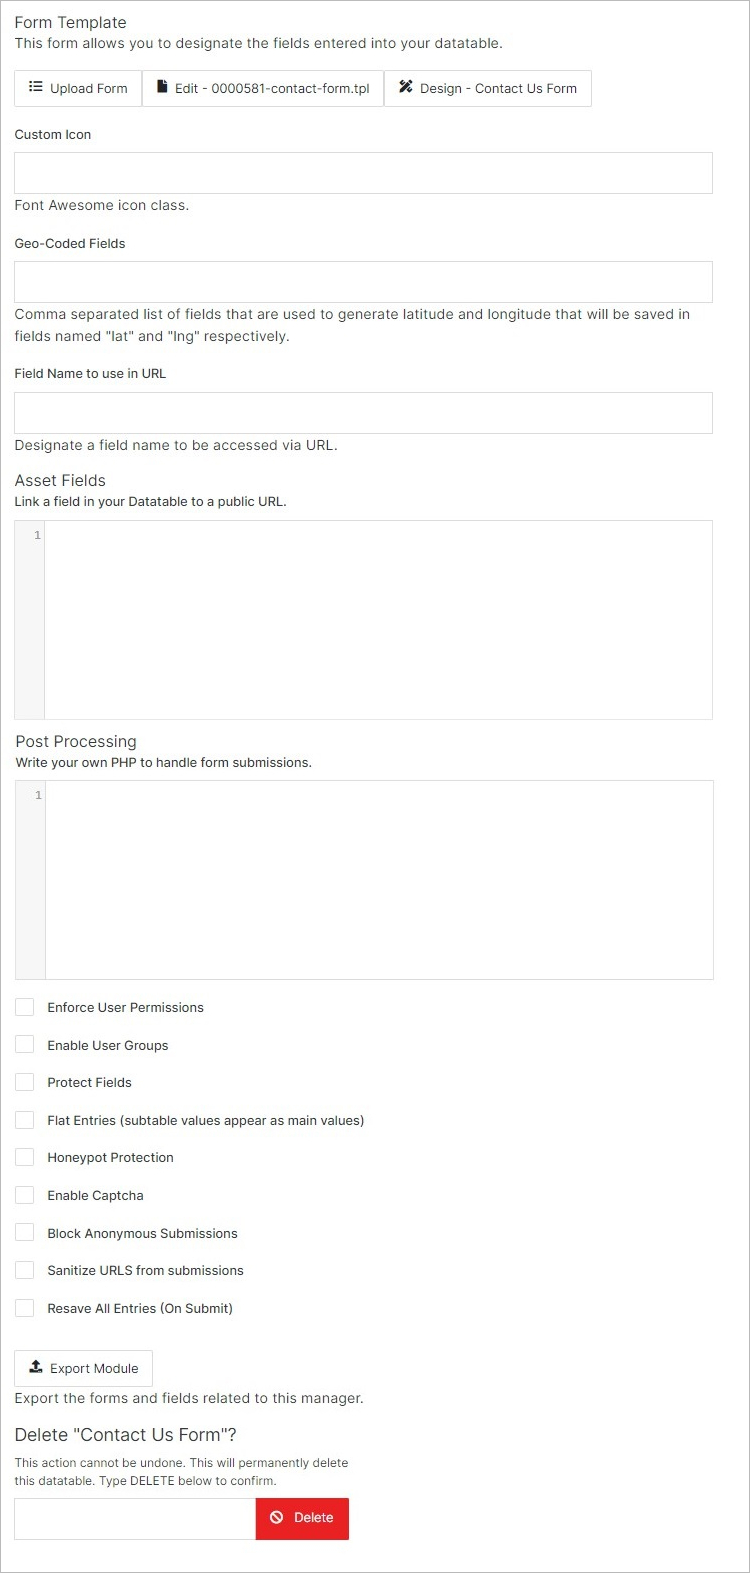 Form Template
This form allows you to designate the fields entered into your datatable.
Upload Form Edit - 0000581-contact-form.tpl Design - Contact Us Form
Custom Icon
Font Awesome icon class.
Geo-Coded Fields
Comma separated list of fields that are used to generate latitude and longitude that will be saved in
fields named "lat" and "lng" respectively.
Field Name to use in URL
Designate a field name to be accessed via URL.
Asset Fields
Link a field in your Datatable to a public URL.
1
Post Processing
Write your own PHP to handle form submissions.
1
Enforce User Permissions
Enable User Groups
Protect Fields
Flat Entries (subtable values appear as main values)
Honeypot Protection
Enable Captcha
Block Anonymous Submissions
Sanitize URLS from submissions
Resave All Entries (On Submit)
Export Module
Export the forms and fields related to this manager.
Delete "Contact Us Form"?
This action cannot be undone. This will permanently delete
this datatable. Type DELETE below to confirm.
Delete